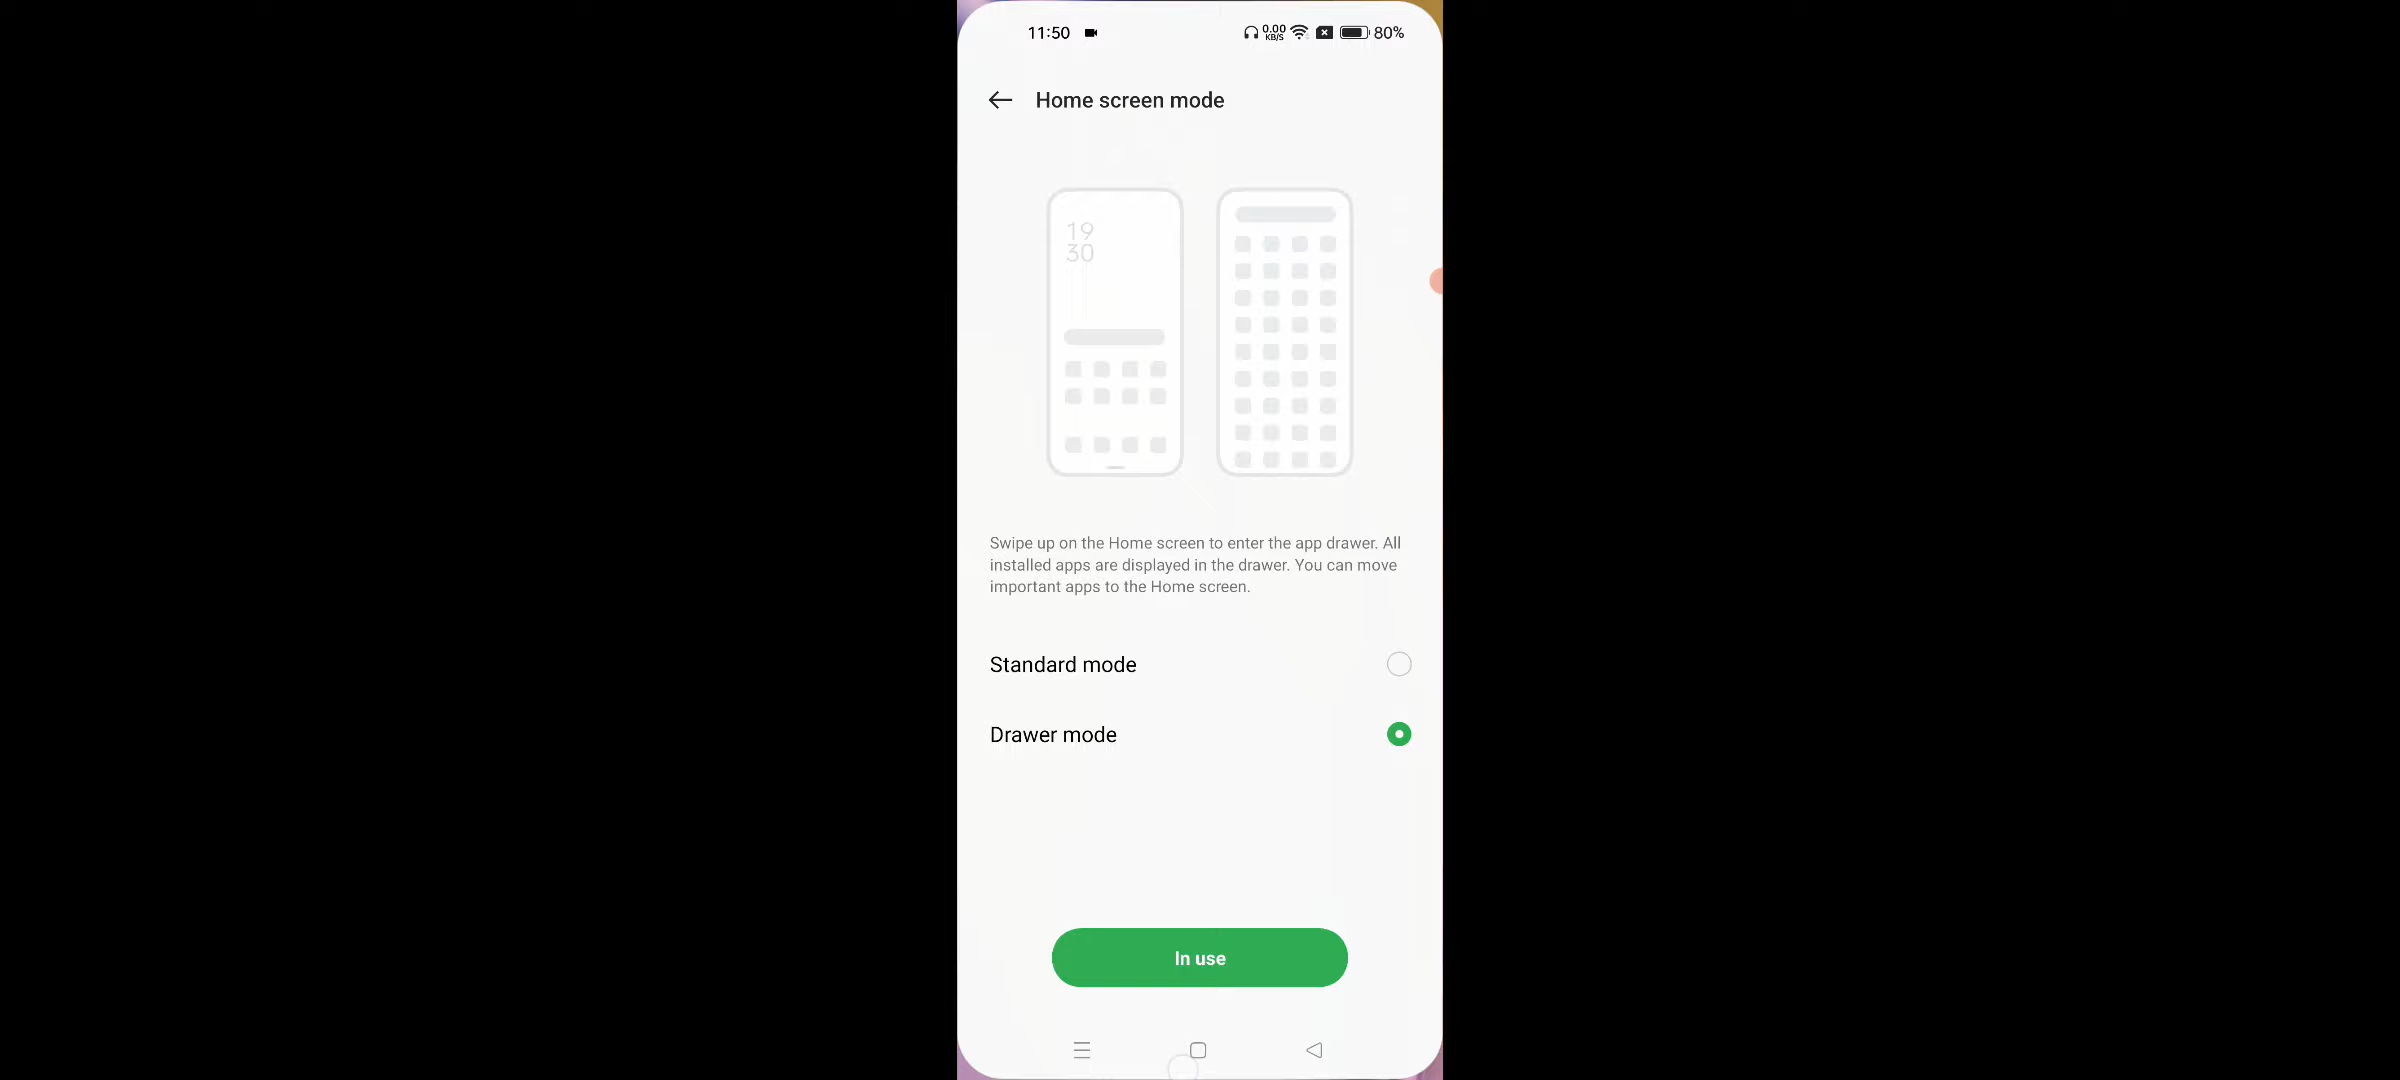 11:50
0.00
KB/S
80%
Home screen mode
19
30
Swipe up on the Home screen to enter the app drawer. All
installed apps are displayed in the drawer. You can move
important apps to the Home screen.
Standard mode
Drawer mode
In use